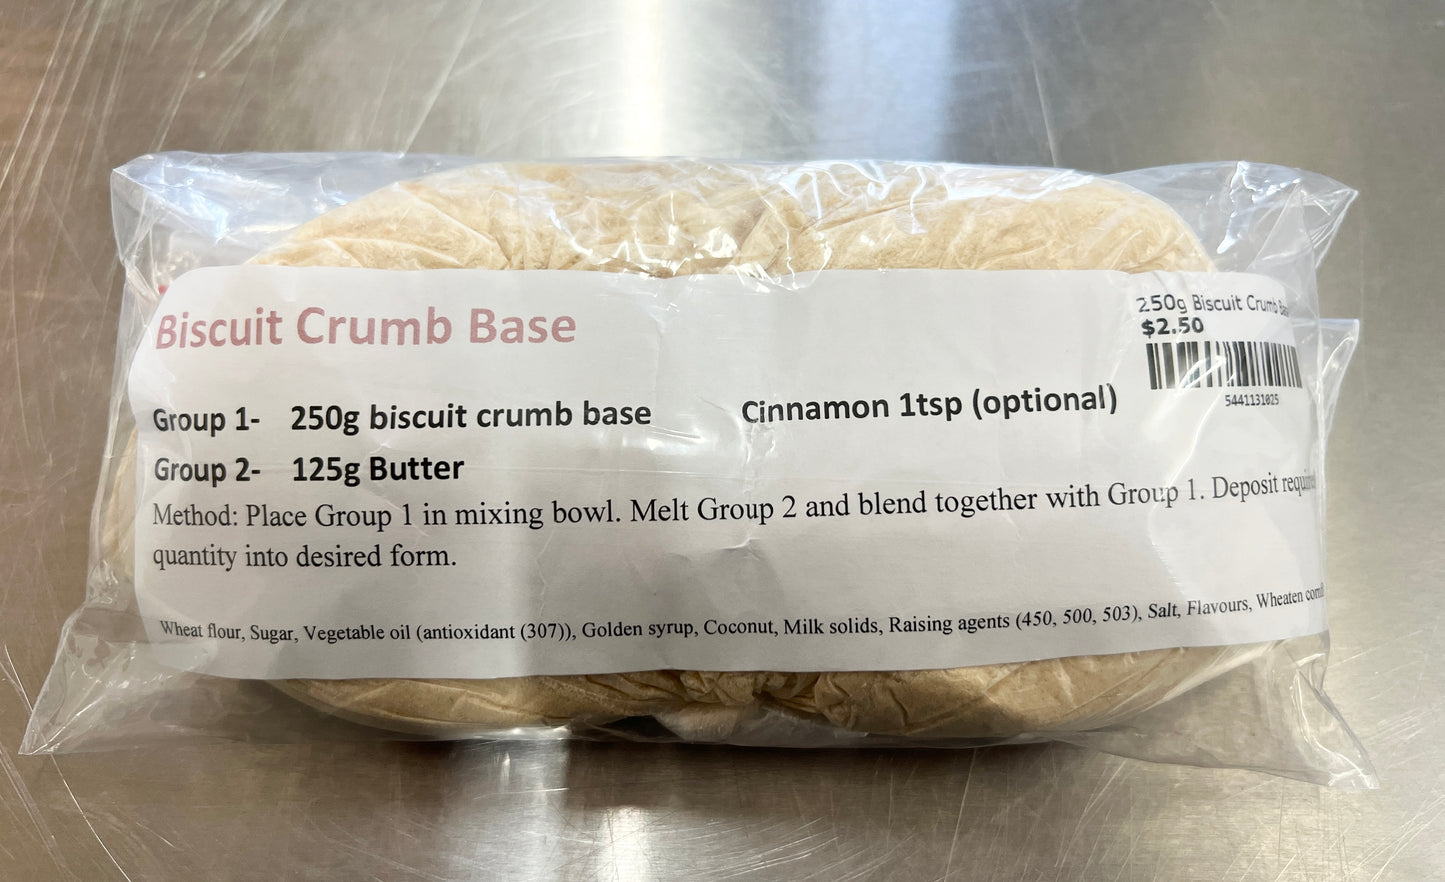 Biscuit Crumb Base
250g Biscuit Crumb
$2.50
5441131025
Group 1- 250g biscuit crumb base Cinnamon 1tsp (optional)
Group 2- 125g Butter
Method: Place Group 1 in mixing bowl. Melt Group 2 and blend together with Group 1. Deposit required
quantity into desired form.
Wheat flour, Sugar, Vegetable oil (antioxidant (307)), Golden syrup, Coconut, Milk solids, Raising agents (450, 500, 503), Salt, Flavours, Wheaten